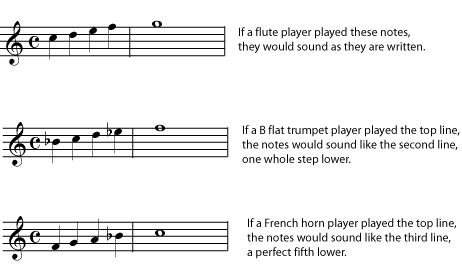 If a flute player played these notes,
they would sound as they are written.
If a B flat trumpet player played the top line,
the notes would sound like the second line,
one whole step lower.
If a French horn player played the top line,
the notes would sound like the third line,
a perfect fifth lower.